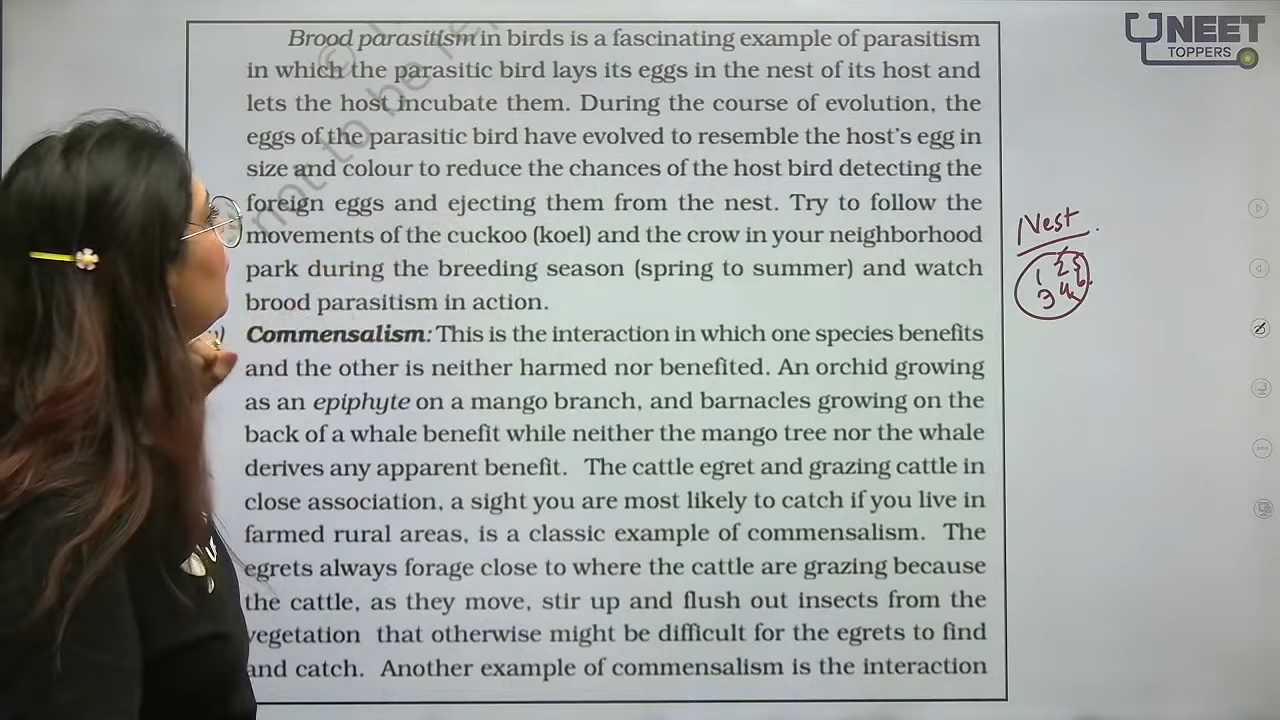 Brood parasitism in birds is a fascinating example of parasitism
in which the parasitic bird lays its eggs in the nest of its host and
lets the host incubate them. During the course of evolution, the
eggs of the parasitic bird have evolved to resemble the host's egg in
size and colour to reduce the chances of the host bird detecting the
foreign eggs and ejecting them from the nest. Try to follow the
movements of the cuckoo (koel) and the crow in your neighborhood
park during the breeding season (spring to summer) and watch
brood parasitism in action.
Commensalism: This is the interaction in which one species benefits
and the other is neither harmed nor benefited. An orchid growing
as an epiphyte on a mango branch, and barnacles growing on the
back of a whale benefit while neither the mango tree nor the whale
derives any apparent benefit. The cattle egret and grazing cattle in
close association, a sight you are most likely to catch if you live in
farmed rural areas, is a classic example of commensalism. The
egrets always forage close to where the cattle are grazing because
the cattle, as they move, stir up and flush out insects from the
vegetation that otherwise might be difficult for the egrets to find
and catch. Another example of commensalism is the interaction
NEET
TOPPERS
Nest
1 2
3 4
not to be re